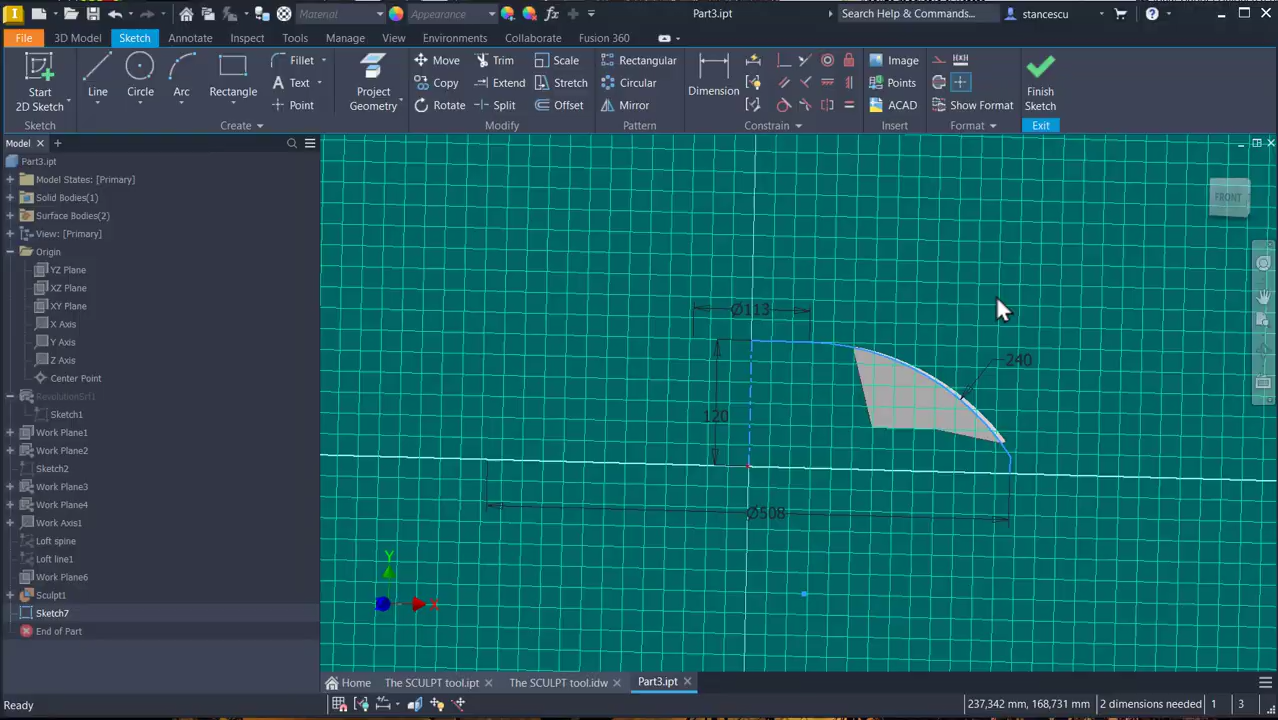 Material
Appearance
Part3.ipt
Search Help & Commands...
stancescu
File
3D Model
Sketch
Annotate
Inspect
Tools
Manage
View
Environments
Collaborate
Fusion 360
Start
2D Sketch
Line
Circle
Arc
Rectangle
Fillet
Text
Point
Project
Geometry
Move
Trim
Scale
Copy
Extend
Stretch
Rotate
Split
Offset
Rectangular
Circular
Mirror
Dimension
Image
Points
ACAD
Show Format
Finish
Sketch
Sketch
Create
Modify
Pattern
Constrain
Insert
Format
Exit
Model
Part3.ipt
Model States: [Primary]
Solid Bodies(1)
Surface Bodies(2)
View: [Primary]
Origin
YZ Plane
XZ Plane
XY Plane
X Axis
Y Axis
Z Axis
Center Point
RevolutionSrf1
Sketch1
Work Plane1
Work Plane2
Sketch2
Work Plane3
Work Plane4
Work Axis1
Loft spine
Loft line1
Work Plane6
Sculpt1
Sketch7
End of Part
FRONT
Ø113
240
120
Ø508
Y
X
Home
The SCULPT tool.ipt
The SCULPT tool.idw
Part3.ipt
Ready
237,342 mm, 168,731 mm
2 dimensions needed
1
3